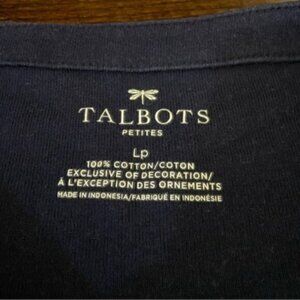 TALBOTS
PETITES
Lp
100% COTTON/COTON
EXCLUSIVE OF DECORATION/
À L'EXCEPTION DES ORNEMENTS
MADE IN INDONESIA/FABRIQUÉ EN INDONÉSIE